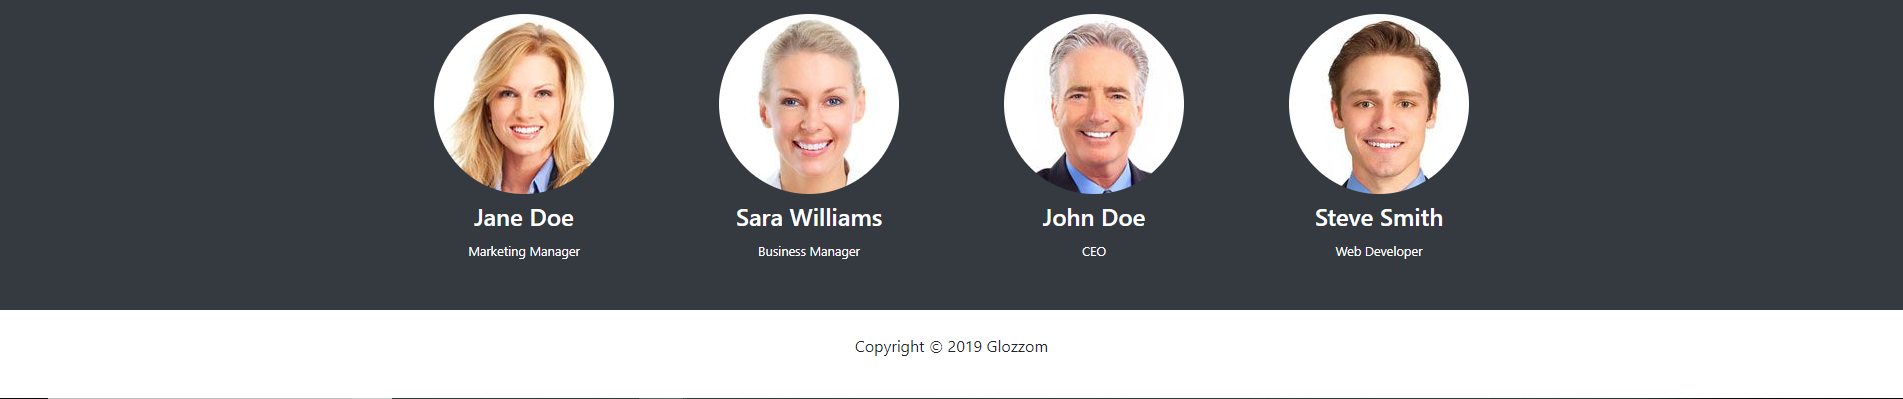 Jane Doe
Sara Williams
John Doe
Steve Smith
Marketing Manager
Business Manager
CEO
Web Developer
Copyright © 2019 Glozzom